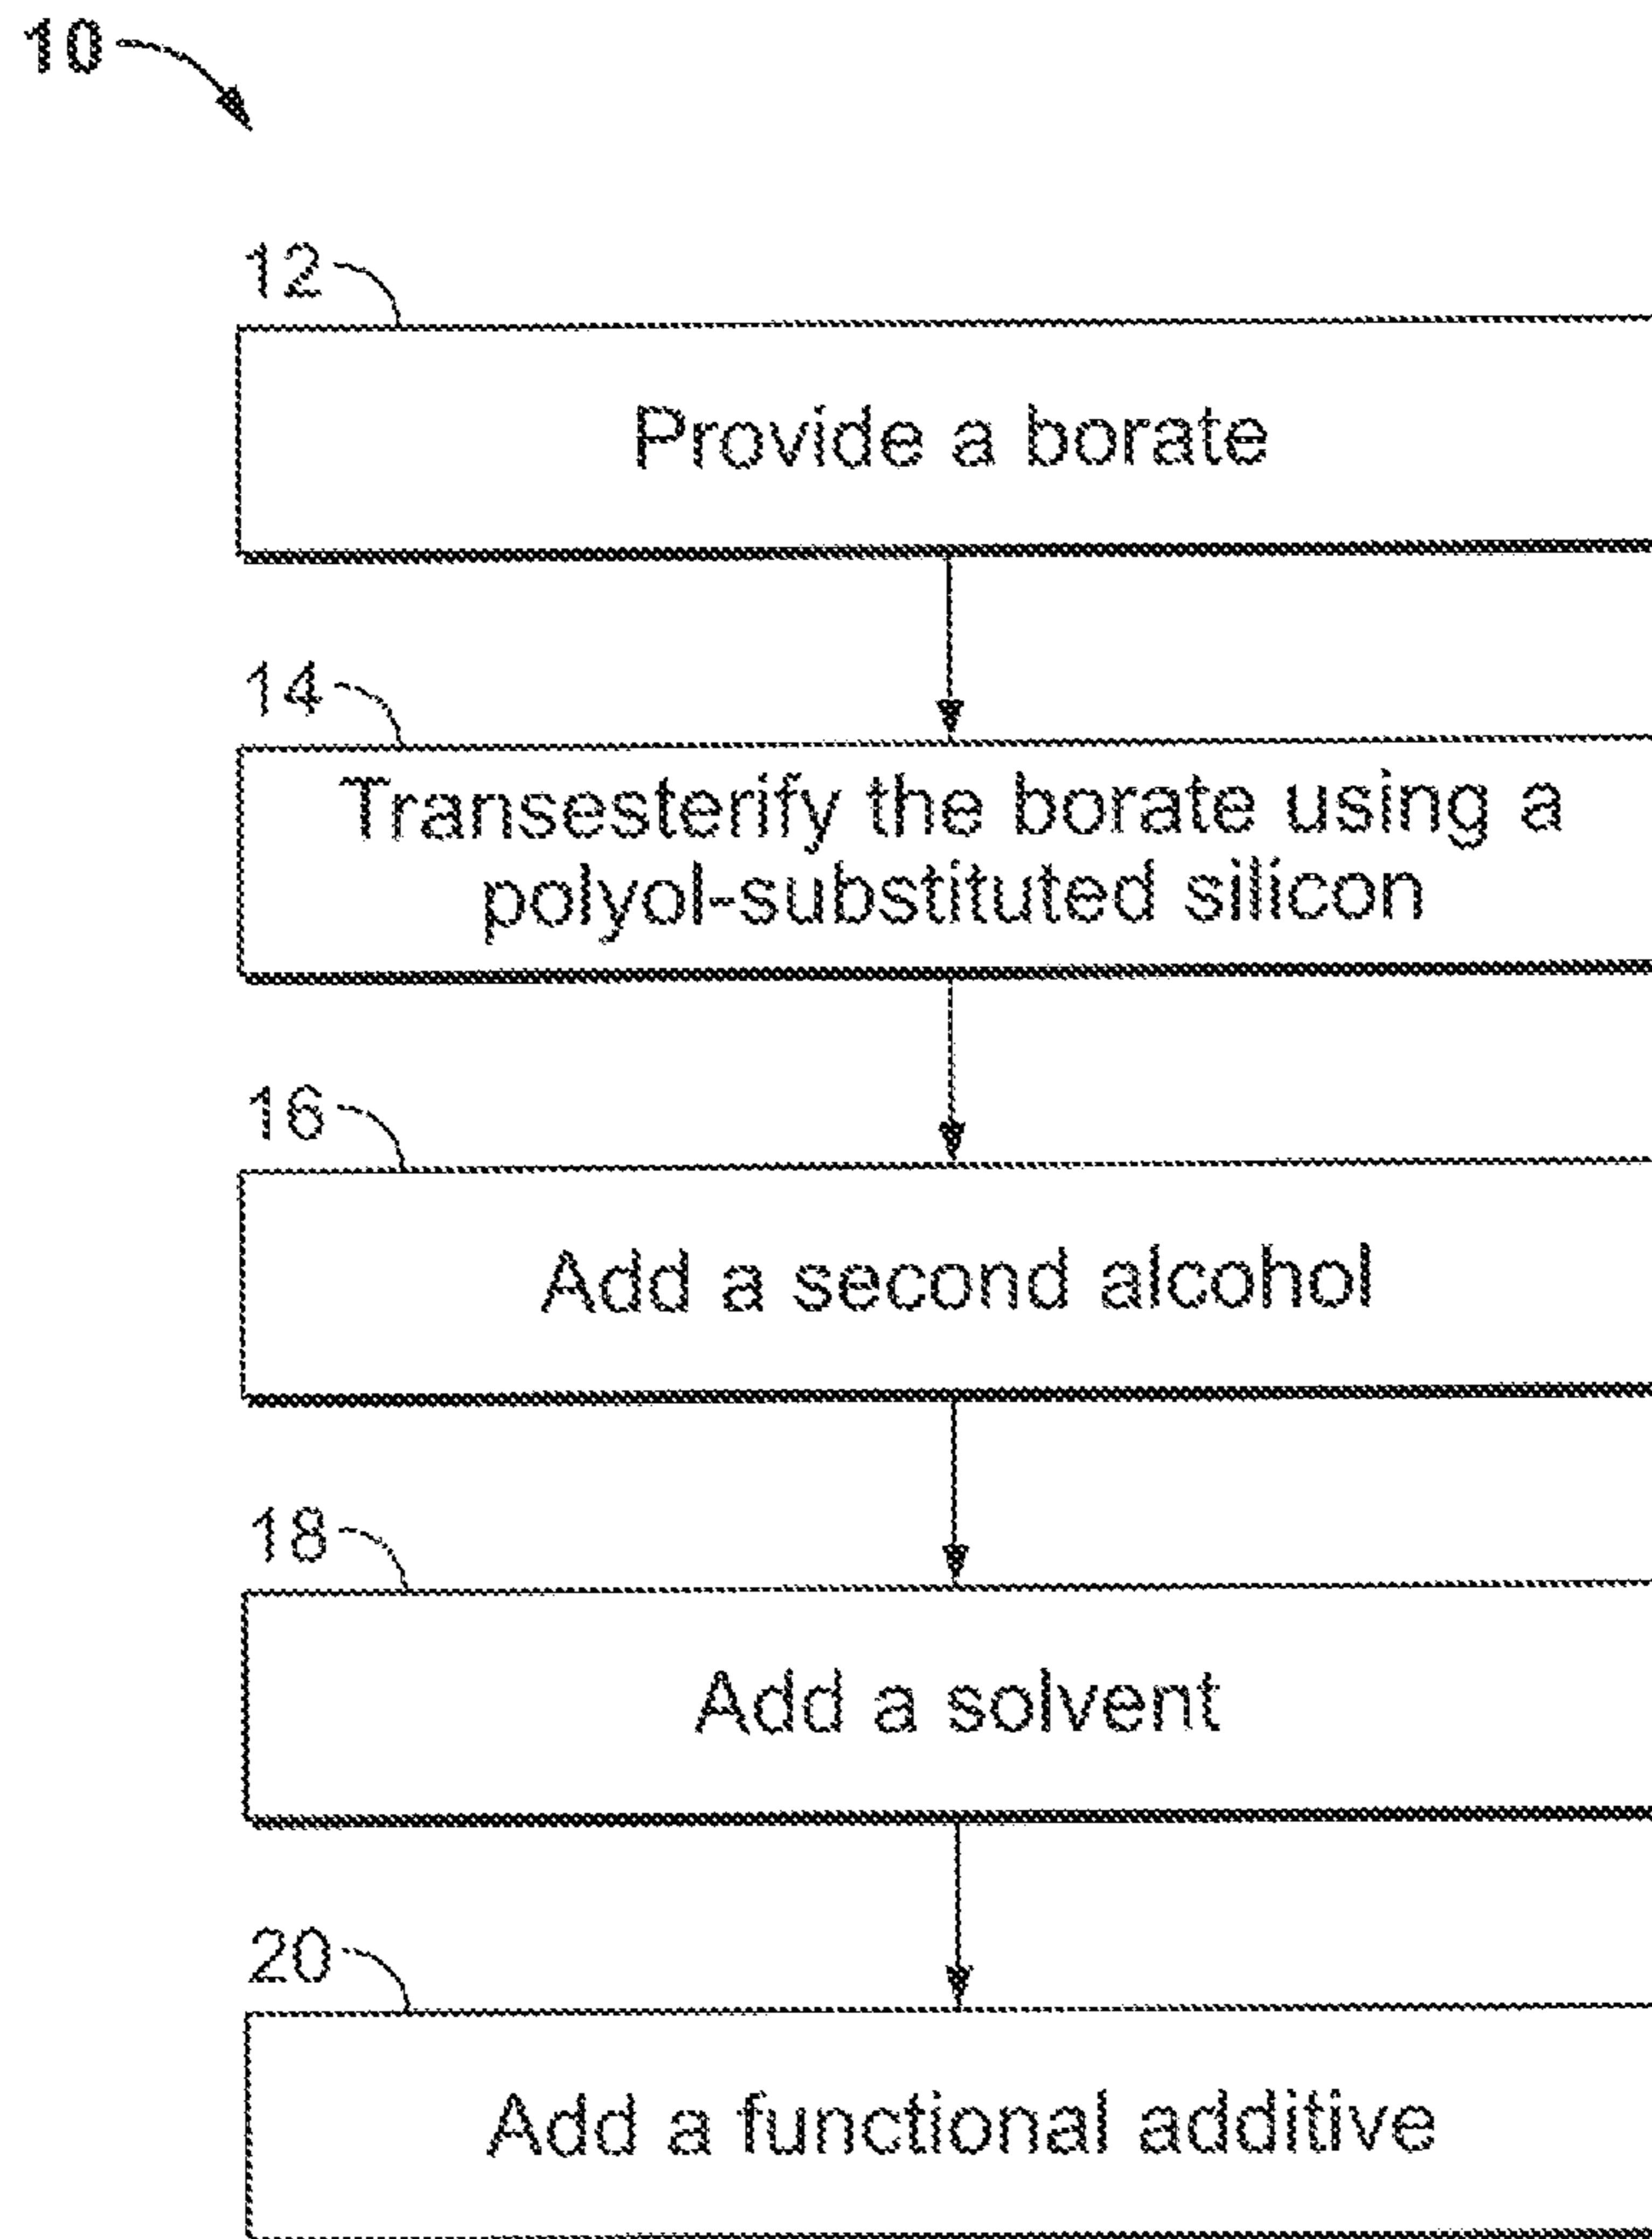 10
12
Provide a borate
14
Transesterify the borate using a
polyol-substituted silicon
16
Add a second alcohol
18
Add a solvent
20
Add a functional additive